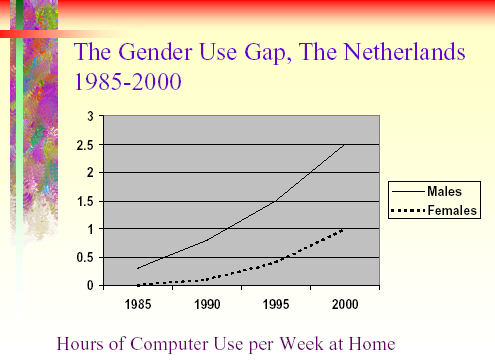 The Gender Use Gap, The Netherlands
1985-2000
3
2.5
2
1.5
1
0.5
0
1985 1990 1995 2000
Males
Females
Hours of Computer Use per Week at Home